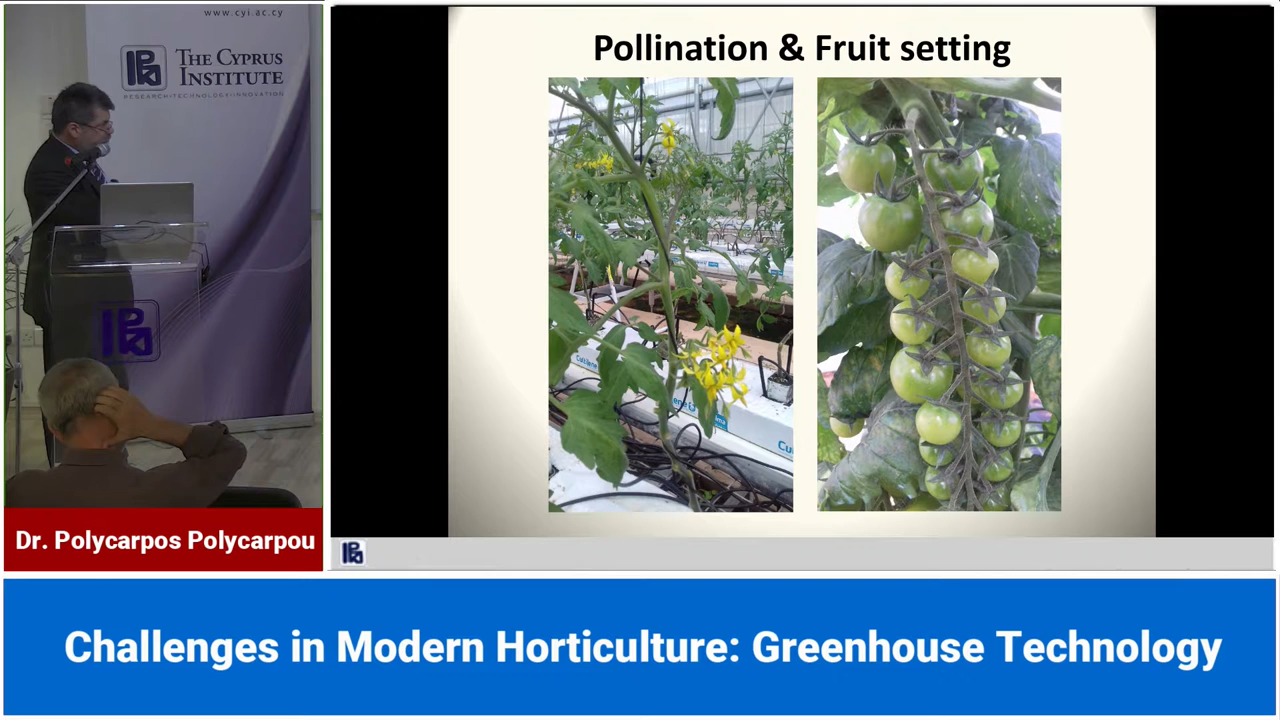 www.cyi.ac.cy
THE CYPRUS
INSTITUTE
RESEARCH•TECHNOLOGY•INNOVATION
Pollination & Fruit setting
Dr. Polycarpos Polycarpou
Challenges in Modern Horticulture: Greenhouse Technology